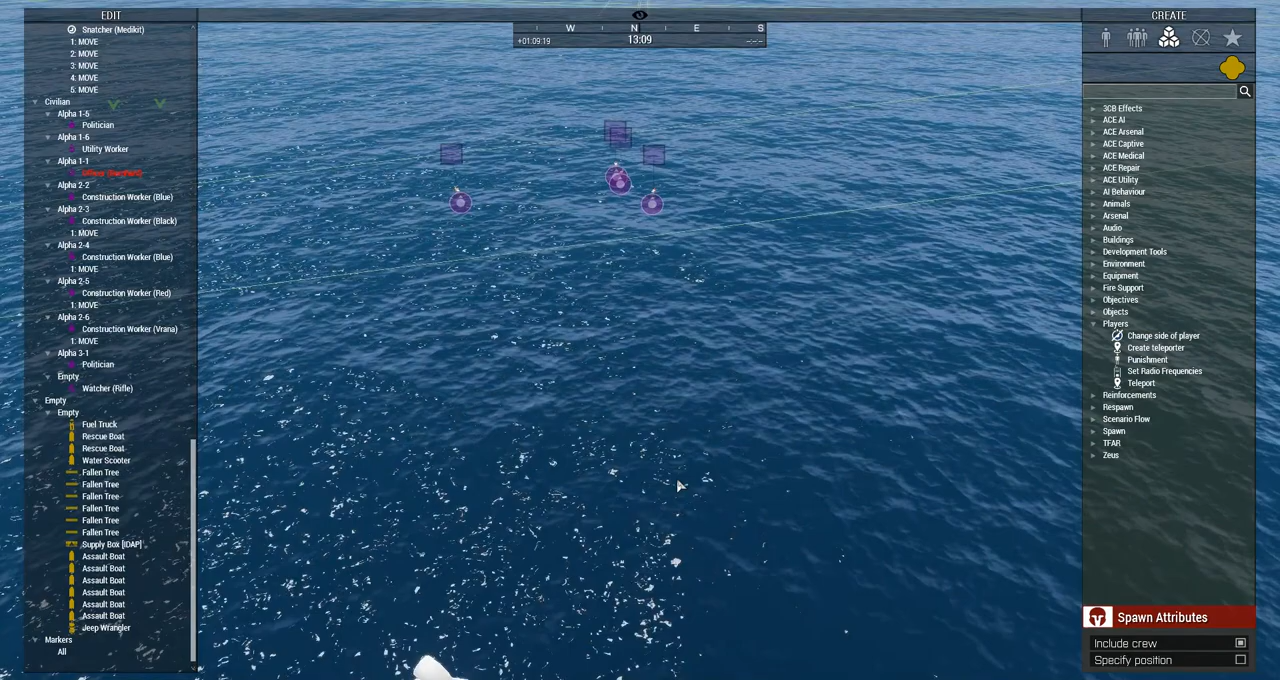 EDIT
Snatcher (Medikit)
1: MOVE
2: MOVE
3: MOVE
4: MOVE
5: MOVE
Civilian
Alpha 1-5
Politician
Alpha 1-6
Utility Worker
Alpha 1-1
Alpha 2-2
Construction Worker (Blue)
Alpha 2-3
Construction Worker (Black)
1: MOVE
Alpha 2-4
Construction Worker (Blue)
1: MOVE
Alpha 2-5
Construction Worker (Red)
1: MOVE
Alpha 2-6
Construction Worker (Vrana)
1: MOVE
Alpha 3-1
Politician
Empty
Watcher (Rifle)
Empty
Empty
Fuel Truck
Rescue Boat
Rescue Boat
Water Scooter
Fallen Tree
Fallen Tree
Fallen Tree
Fallen Tree
Fallen Tree
Fallen Tree
Supply Box [IDAP]
Assault Boat
Assault Boat
Assault Boat
Assault Boat
Assault Boat
Assault Boat
Jeep Wrangler
Markers
All
W N E S
+01:09:19 13:09 --:--
CREATE
3CB Effects
ACE AI
ACE Arsenal
ACE Captive
ACE Medical
ACE Repair
ACE Utility
AI Behaviour
Animals
Arsenal
Audio
Buildings
Development Tools
Environment
Equipment
Fire Support
Objectives
Objects
Players
Change side of player
Create teleporter
Punishment
Set Radio Frequencies
Teleport
Reinforcements
Respawn
Scenario Flow
Spawn
TFAR
Zeus
Spawn Attributes
Include crew
Specify position